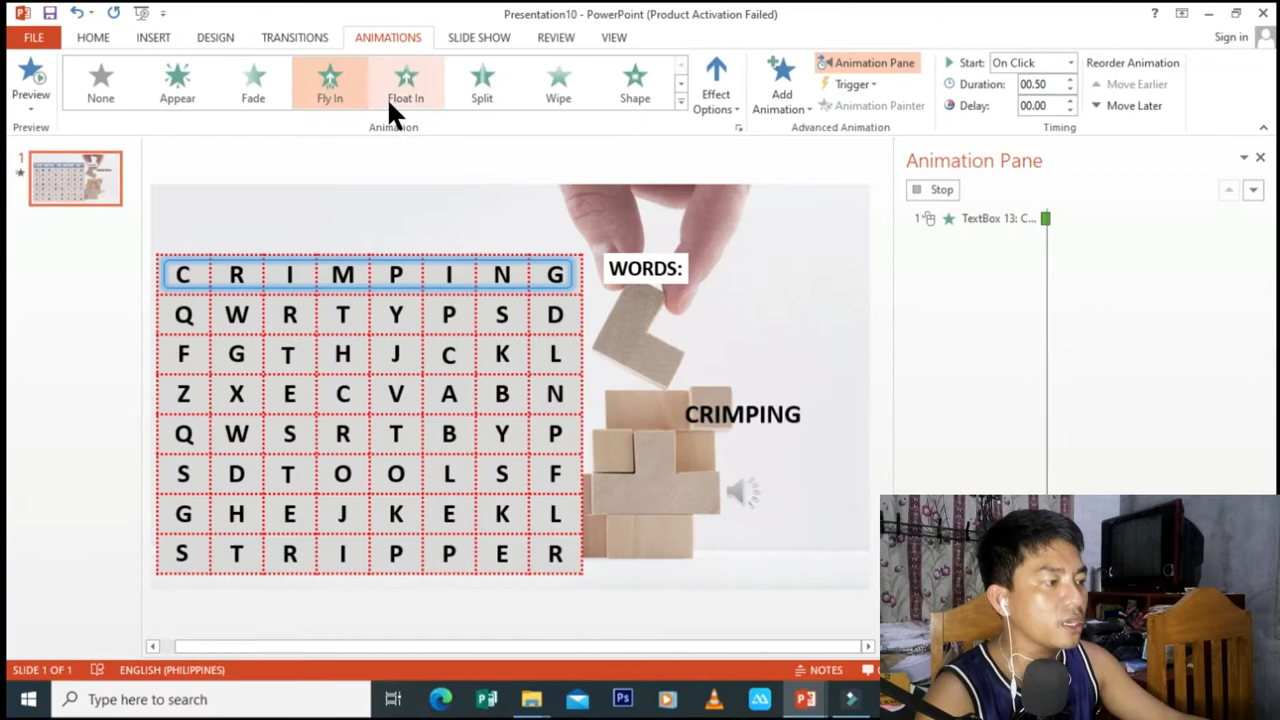 Presentation10 - PowerPoint (Product Activation Failed)
FILE HOME INSERT DESIGN TRANSITIONS ANIMATIONS SLIDE SHOW REVIEW VIEW Sign in
Preview
None Appear Fade Fly In Float In Split Wipe Shape
Effect Options
Add Animation
Animation Pane
Trigger
Animation Painter
Start: On Click
Duration: 00.50
Delay: 00.00
Reorder Animation
Move Earlier
Move Later
Preview Animation Advanced Animation Timing
1
Animation Pane
Stop
1 TextBox 13: C...
WORDS:
C R I M P I N G
Q W R T Y P S D
F G T H J C K L
Z X E C V A B N
Q W S R T B Y P
S D T O O L S F
G H E J K E K L
S T R I P P E R
CRIMPING
SLIDE 1 OF 1 ENGLISH (PHILIPPINES) NOTES
Type here to search
Ps